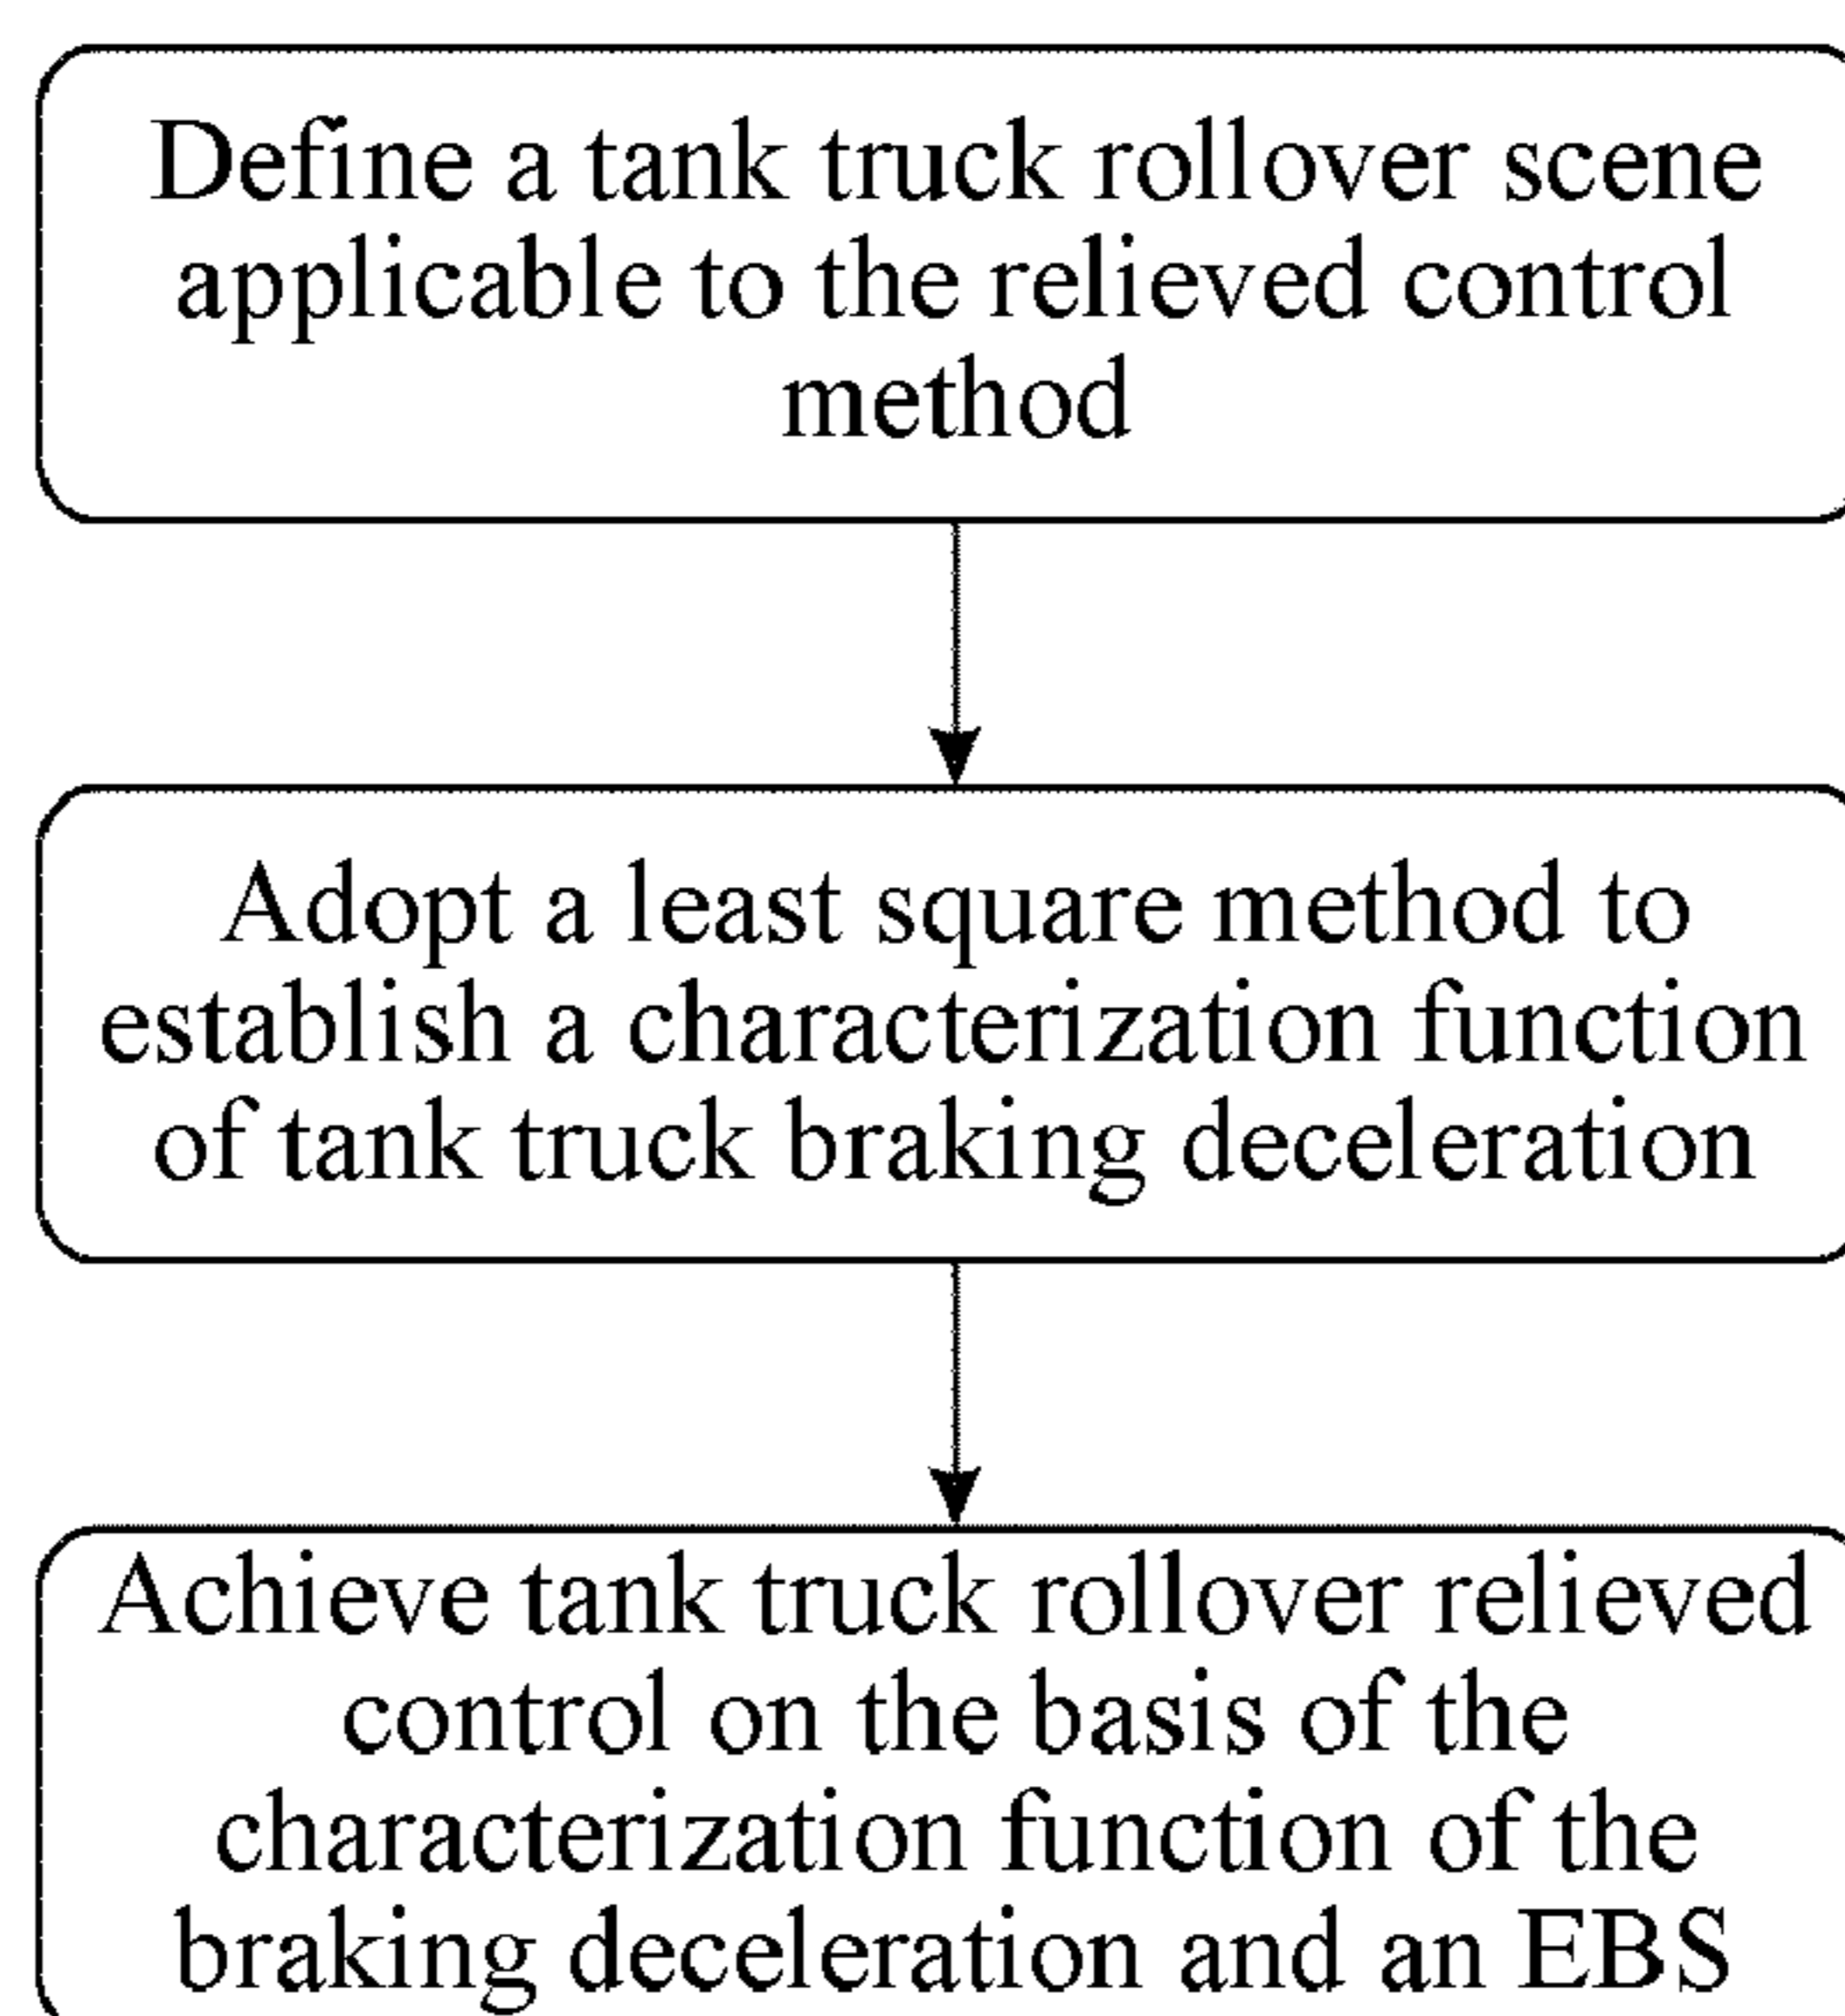 Define a tank truck rollover scene
applicable to the relieved control
method
Adopt a least square method to
establish a characterization function
of tank truck braking deceleration
Achieve tank truck rollover relieved
control on the basis of the
characterization function of the
braking deceleration and an EBS